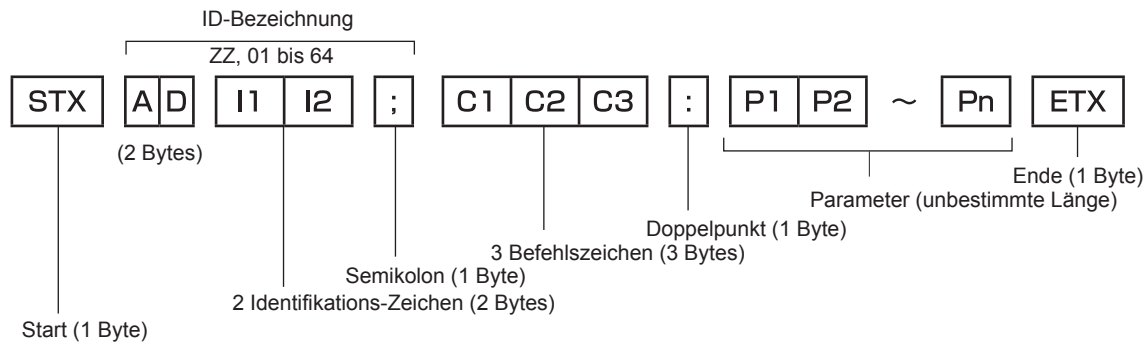 ID-Bezeichnung
ZZ, 01 bis 64
STX A D I1 I2 ; C1 C2 C3 : P1 P2 ～ Pn ETX
(2 Bytes)
Ende (1 Byte)
Parameter (unbestimmte Länge)
Doppelpunkt (1 Byte)
3 Befehlszeichen (3 Bytes)
Semikolon (1 Byte)
2 Identifikations-Zeichen (2 Bytes)
Start (1 Byte)